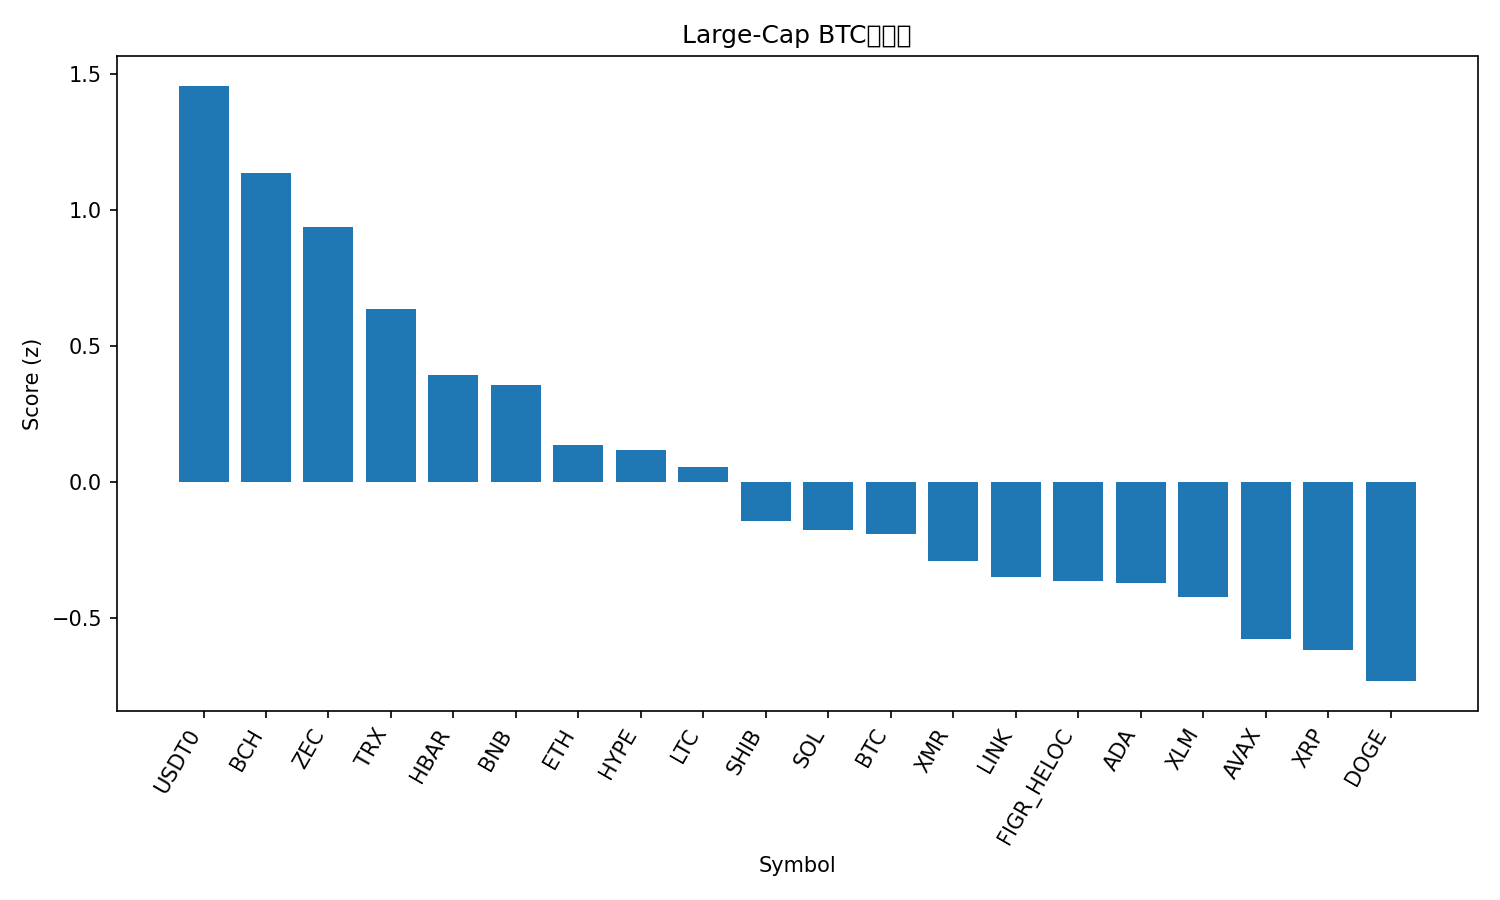 Large-Cap BTC
Score (z)
1.5
1.0
0.5
0.0
−0.5
USDT0
BCH
ZEC
TRX
HBAR
BNB
ETH
HYPE
LTC
SHIB
SOL
BTC
XMR
LINK
FIGR_HELOC
ADA
XLM
AVAX
XRP
DOGE
Symbol